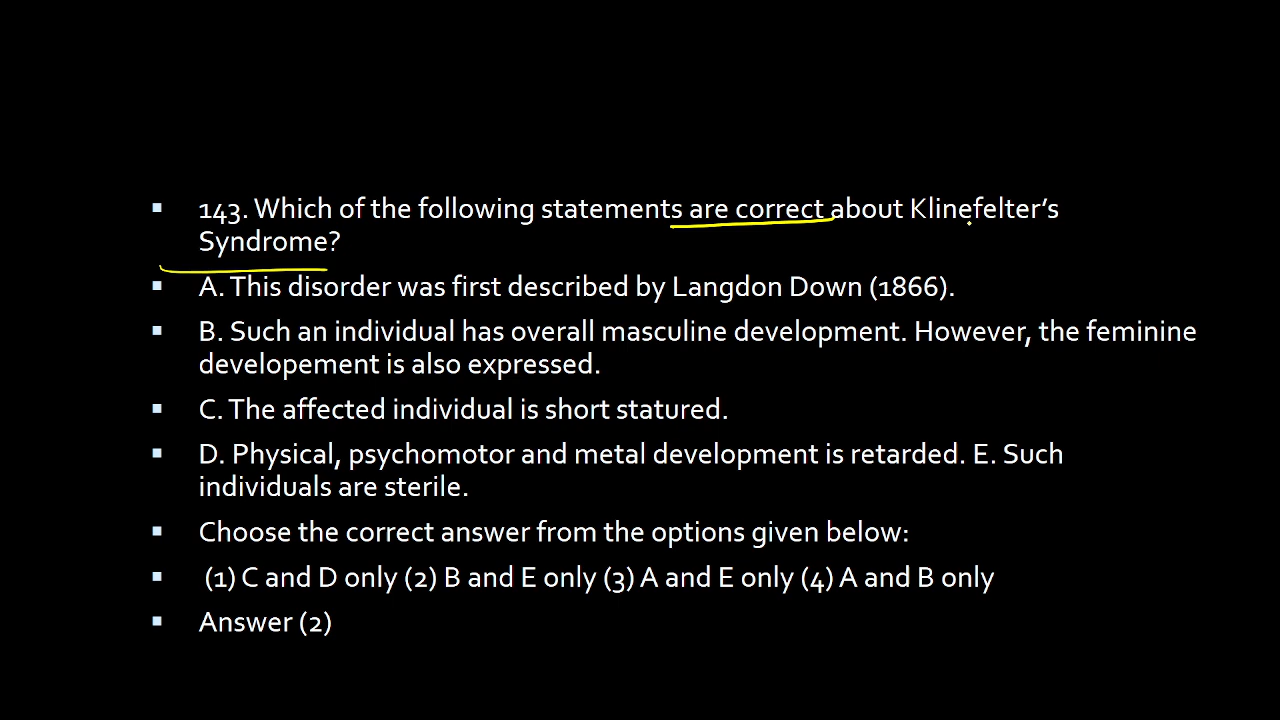 143. Which of the following statements are correct about Klinefelter's
Syndrome?
A. This disorder was first described by Langdon Down (1866).
B. Such an individual has overall masculine development. However, the feminine
developement is also expressed.
C. The affected individual is short statured.
D. Physical, psychomotor and metal development is retarded. E. Such
individuals are sterile.
Choose the correct answer from the options given below:
(1) C and D only (2) B and E only (3) A and E only (4) A and B only
Answer (2)